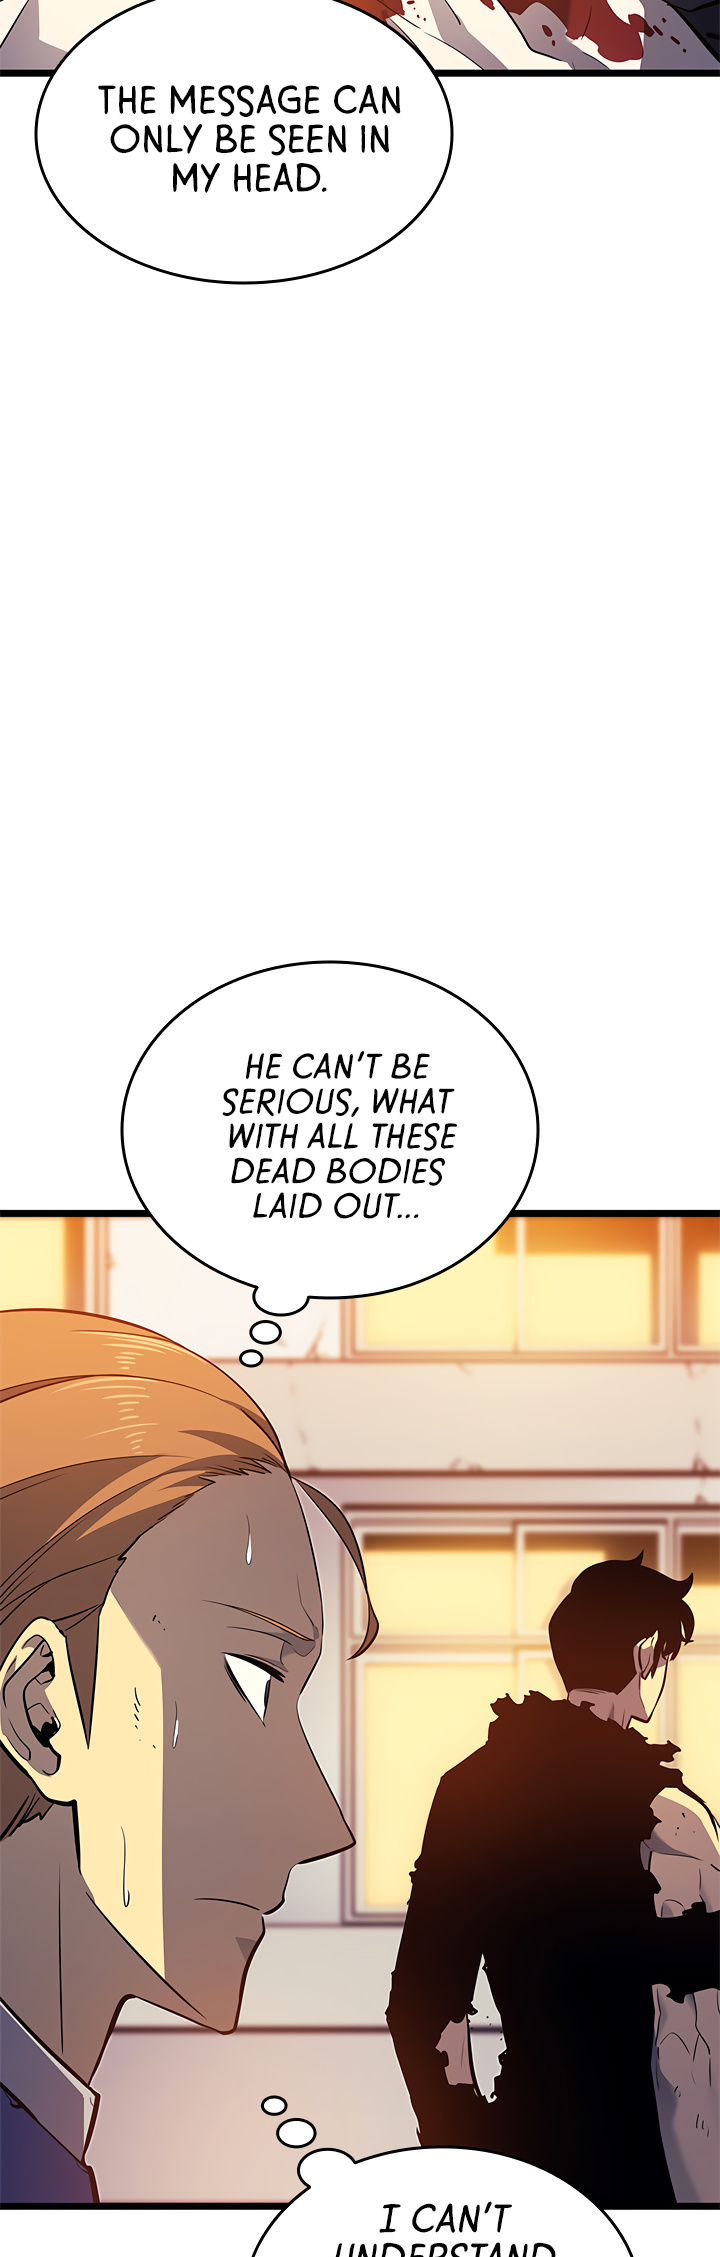 THE MESSAGE CAN
ONLY BE SEEN IN
MY HEAD.
HE CAN'T BE
SERIOUS, WHAT
WITH ALL THESE
DEAD BODIES
LAID OUT...
I CAN'T
UNDERSTAND